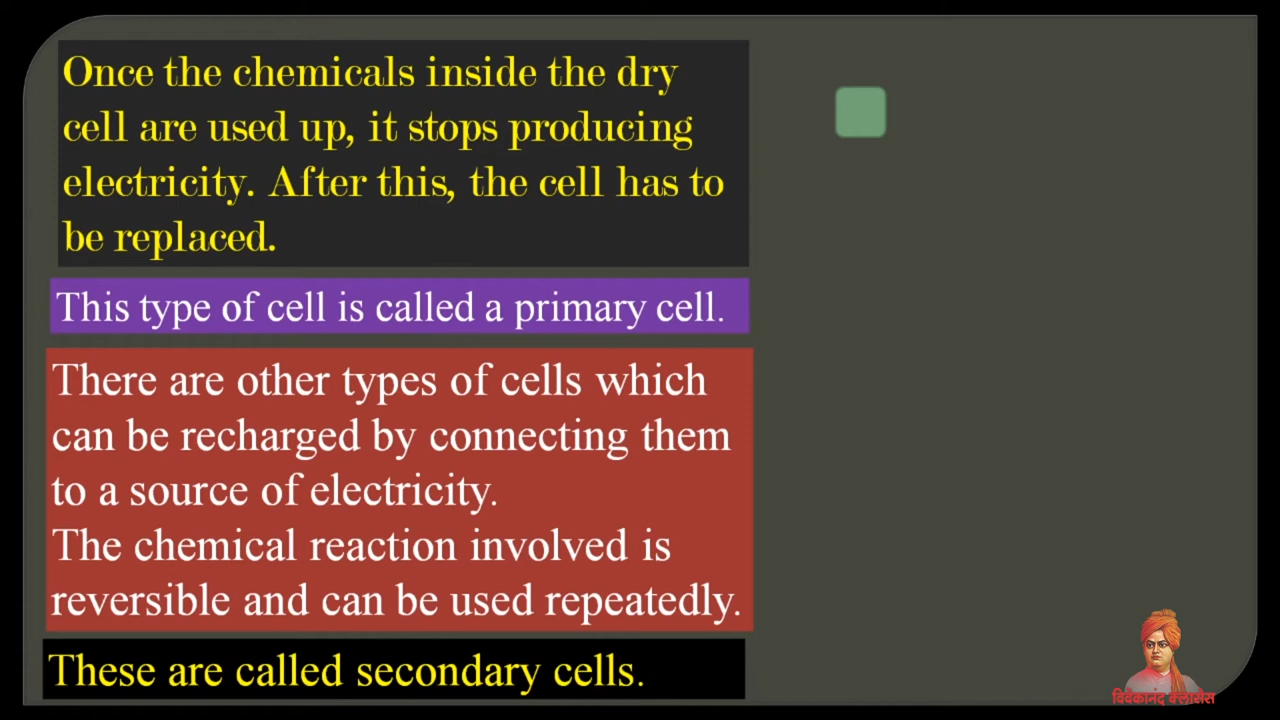 Once the chemicals inside the dry
cell are used up, it stops producing
electricity. After this, the cell has to
be replaced.
This type of cell is called a primary cell.
There are other types of cells which
can be recharged by connecting them
to a source of electricity.
The chemical reaction involved is
reversible and can be used repeatedly.
These are called secondary cells.
विवेकानंद क्लासेस